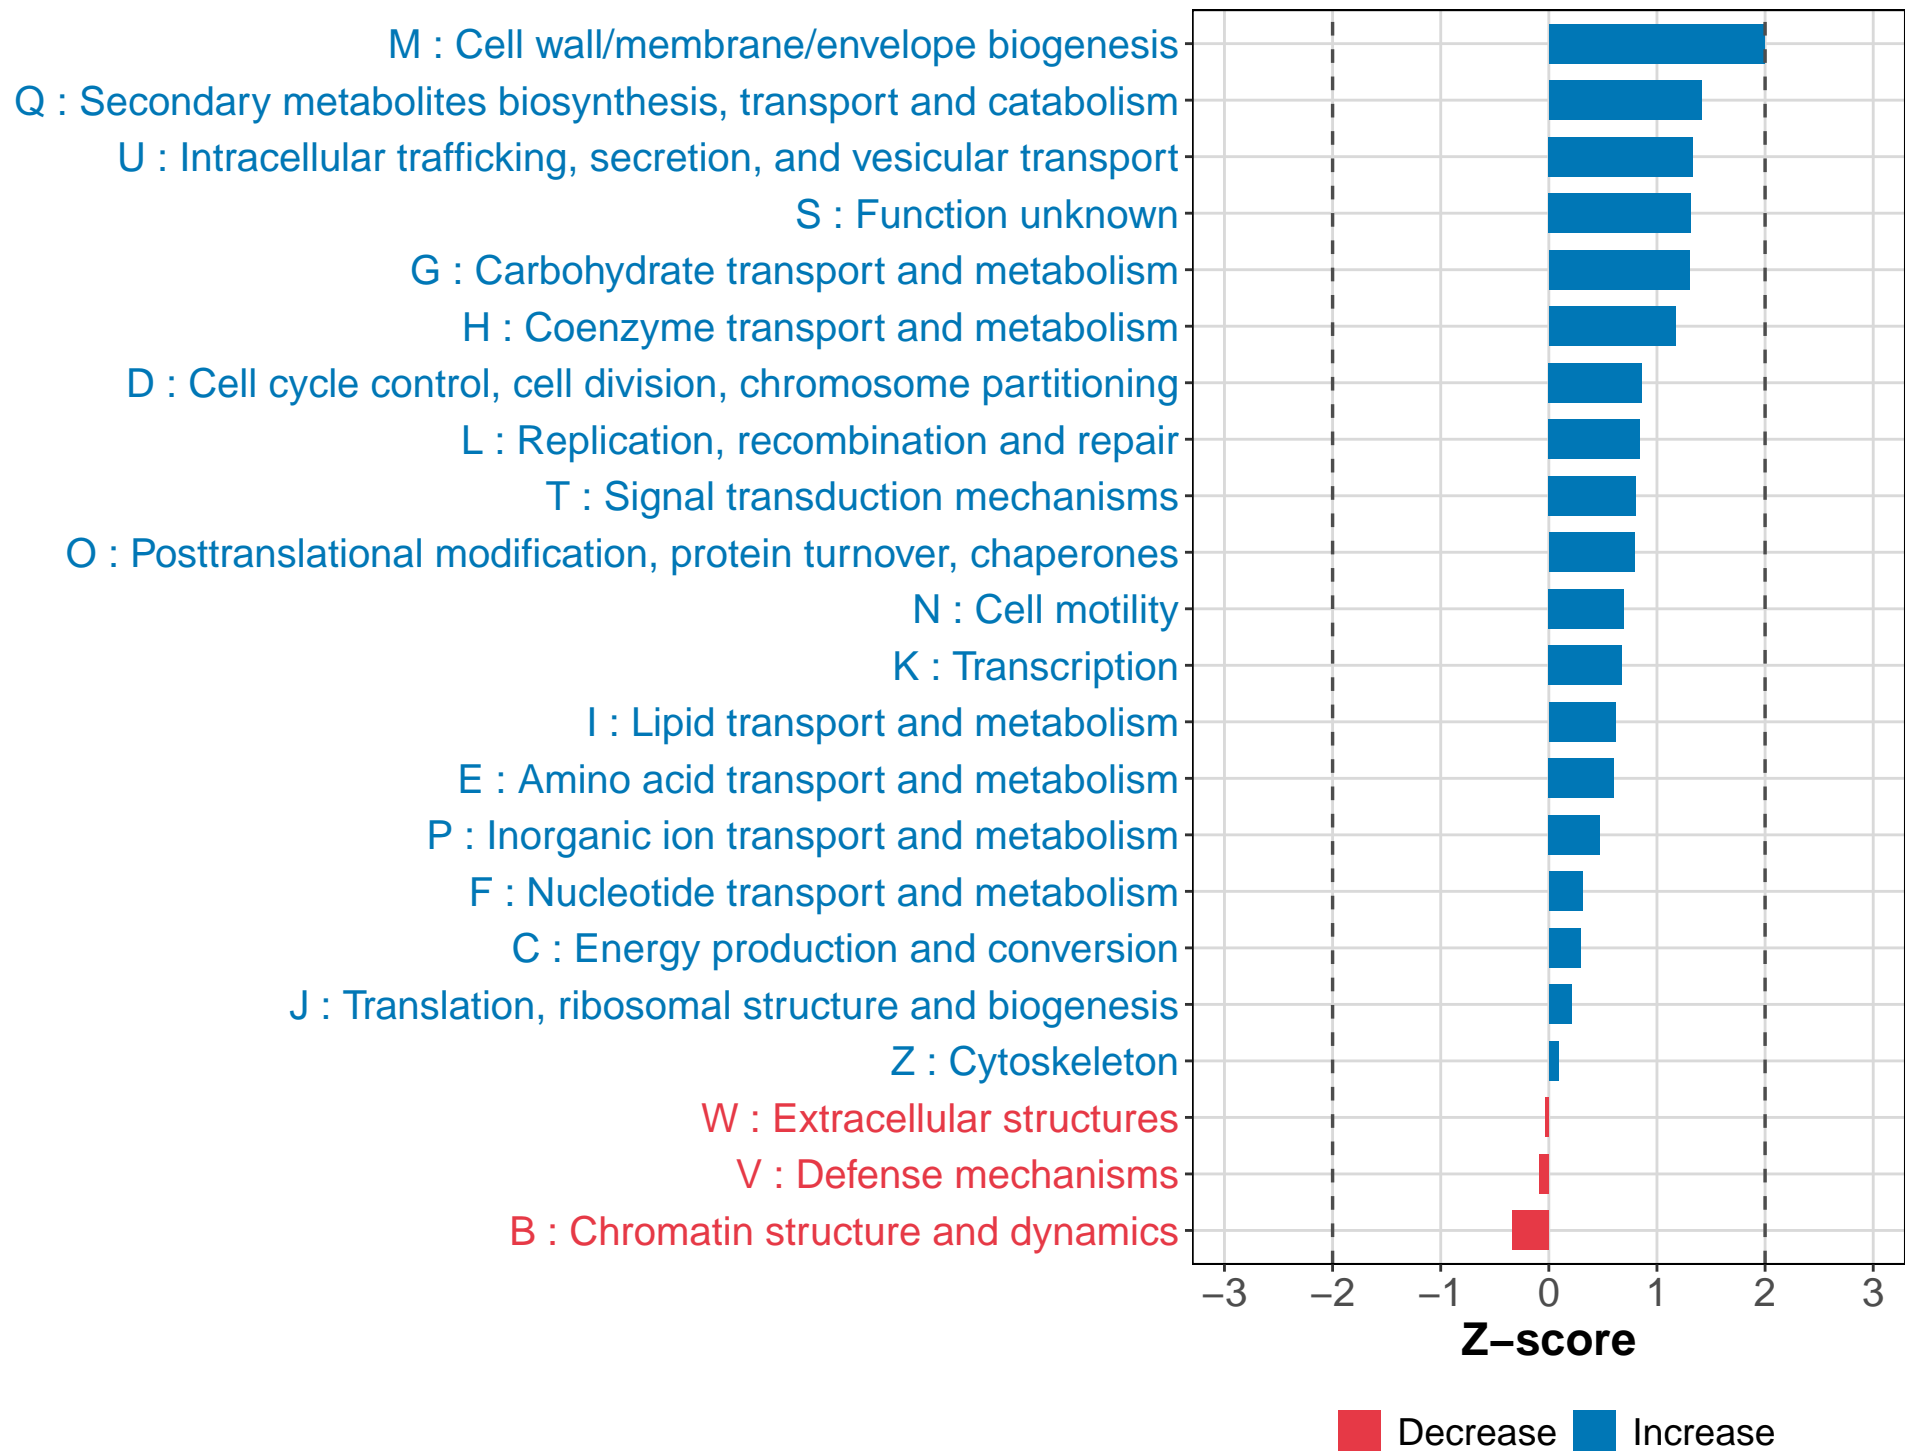 M : Cell wall/membrane/envelope biogenesis
Q : Secondary metabolites biosynthesis, transport and catabolism
U : Intracellular trafficking, secretion, and vesicular transport
S : Function unknown
G : Carbohydrate transport and metabolism
H : Coenzyme transport and metabolism
D : Cell cycle control, cell division, chromosome partitioning
L : Replication, recombination and repair
T : Signal transduction mechanisms
O : Posttranslational modification, protein turnover, chaperones
N : Cell motility
K : Transcription
I : Lipid transport and metabolism
E : Amino acid transport and metabolism
P : Inorganic ion transport and metabolism
F : Nucleotide transport and metabolism
C : Energy production and conversion
J : Translation, ribosomal structure and biogenesis
Z : Cytoskeleton
W : Extracellular structures
V : Defense mechanisms
B : Chromatin structure and dynamics
−3 −2 −1 0 1 2 3
Z−score
Decrease Increase